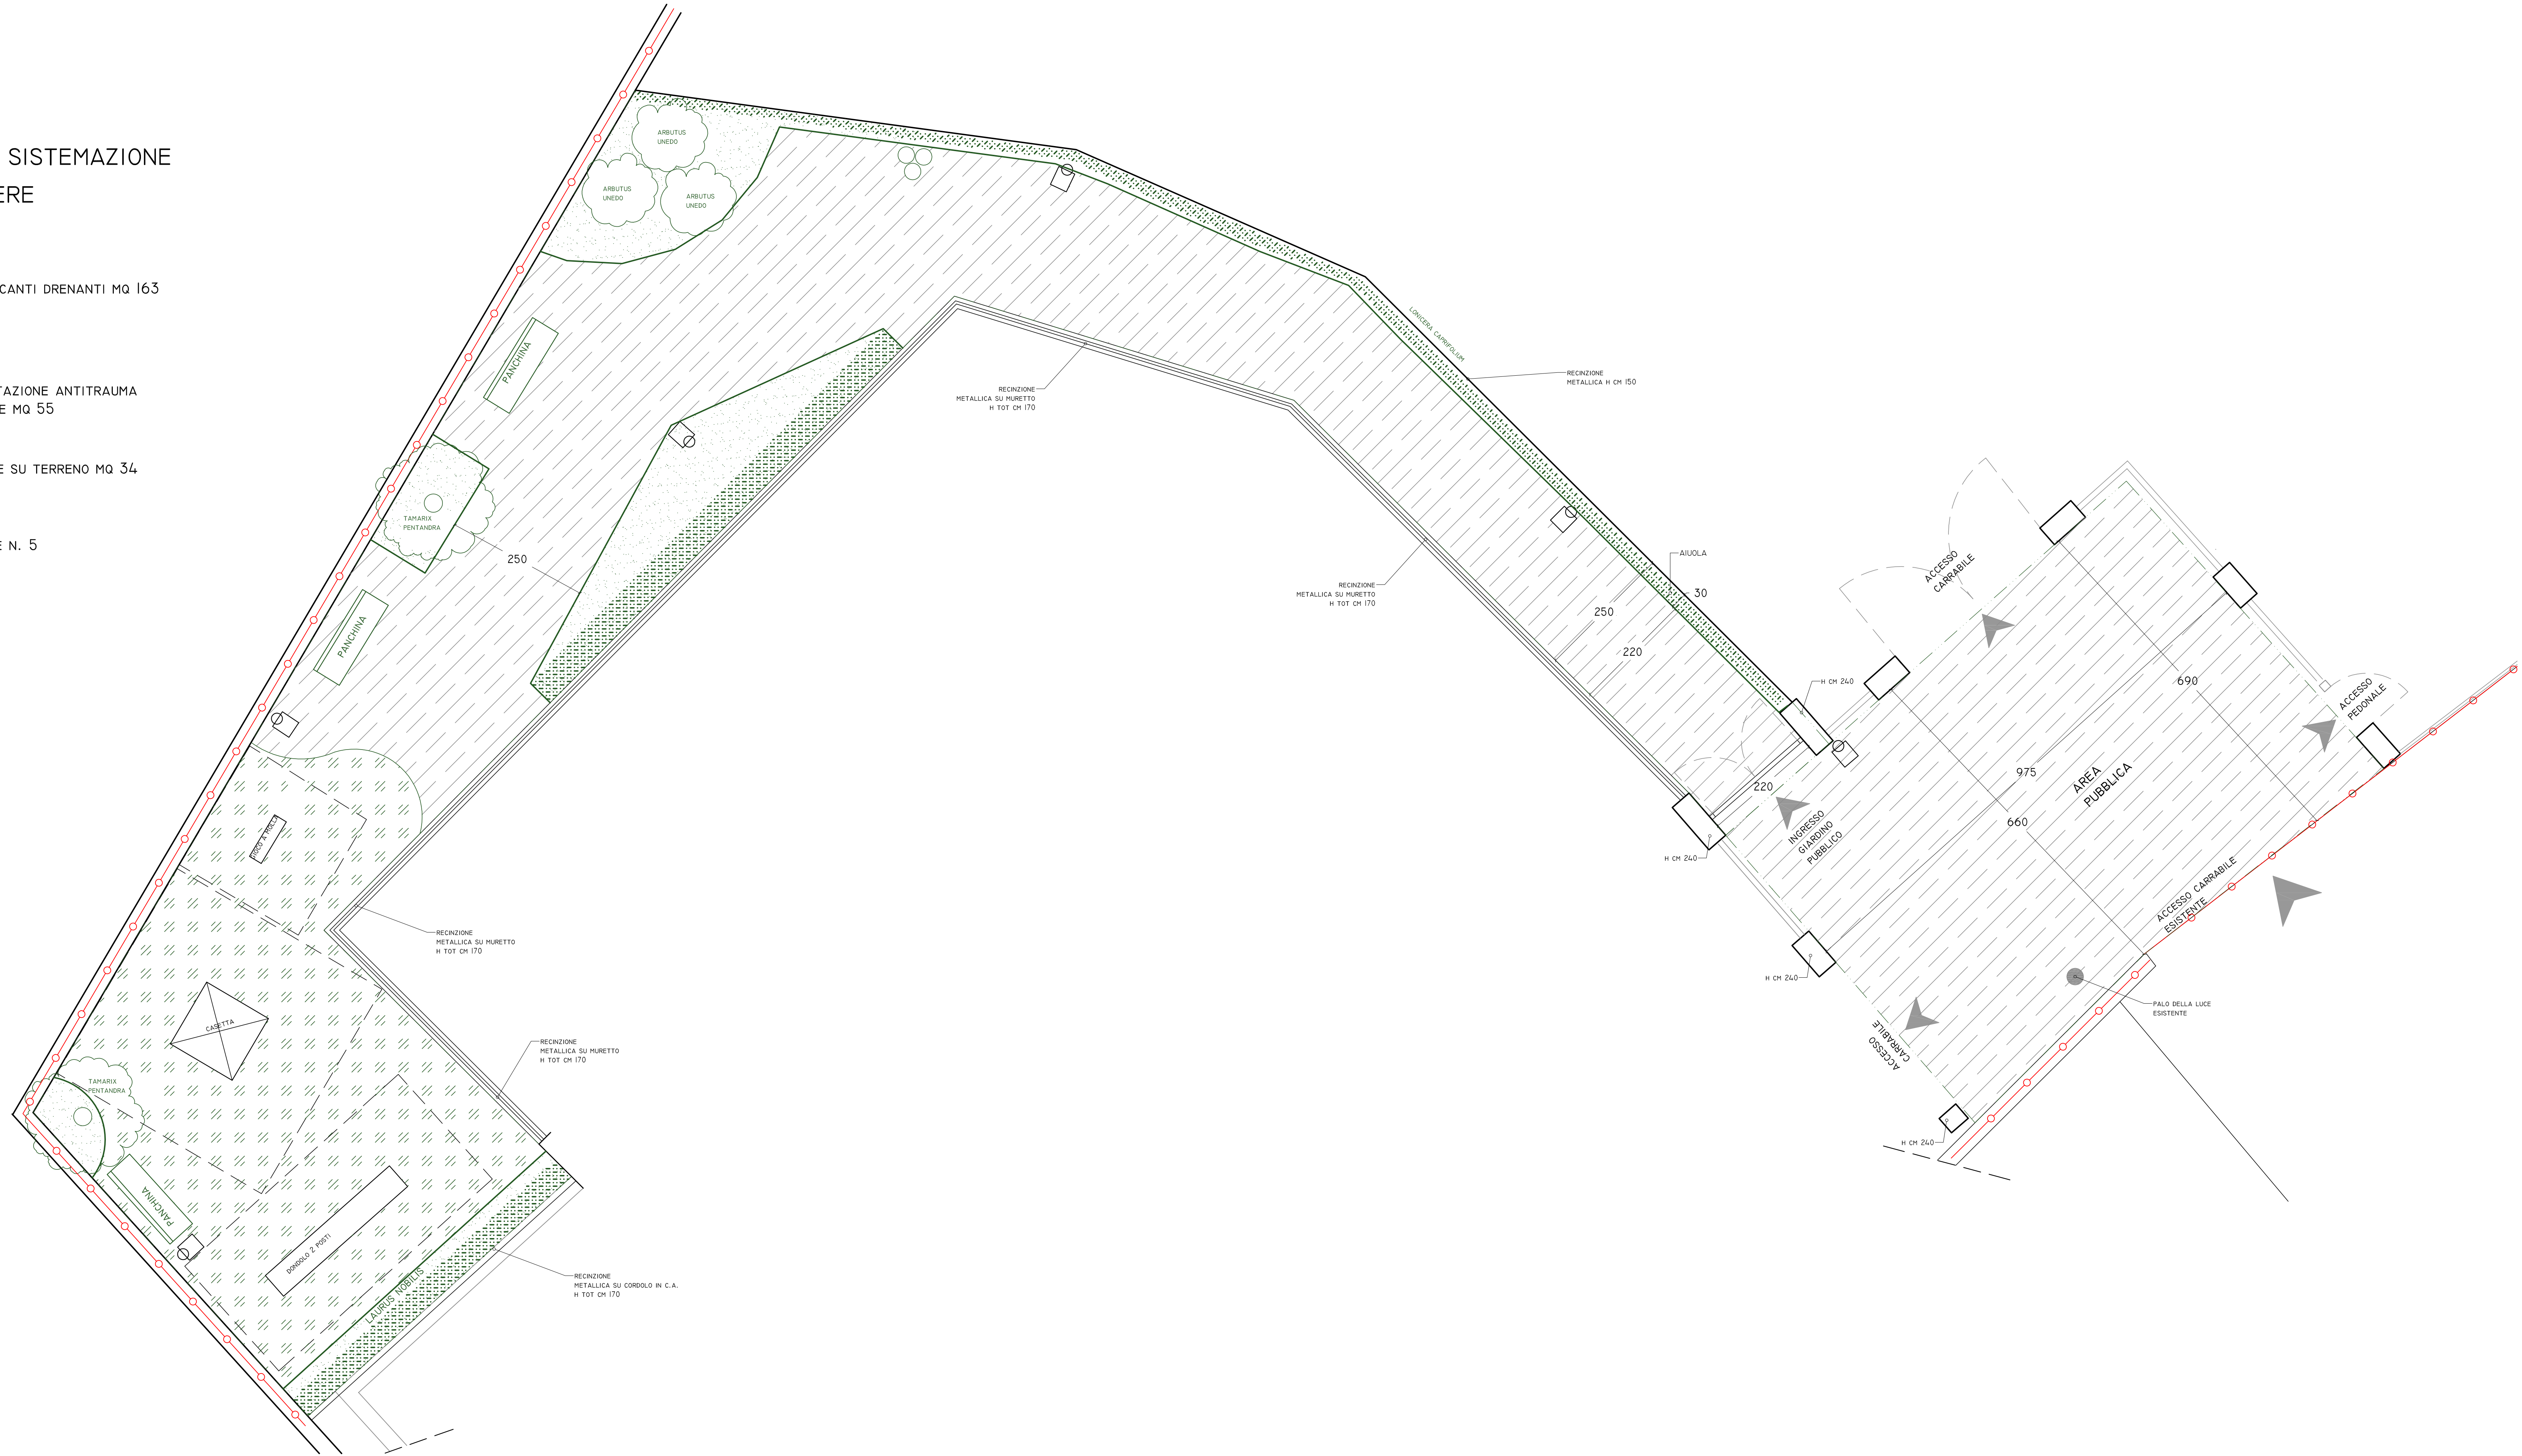 SISTEMAZIONE
ERE
CANTI DRENANTI MQ 163
TAZIONE ANTITRAUMA
E MQ 55
E SU TERRENO MQ 34
E N. 5
ARBUTUS
UNEDO
ARBUTUS
UNEDO
ARBUTUS
UNEDO
PANCHINA
TAMARIX
PENTANDRA
250
PANCHINA
RECINZIONE
METALLICA SU MURETTO
H TOT CM 170
LONICERA CAPRIFOLIUM
RECINZIONE
METALLICA H CM 150
RECINZIONE
METALLICA SU MURETTO
H TOT CM 170
AIUOLA
30
250
220
H CM 240
220
H CM 240
INGRESSO
GIARDINO
PUBBLICO
ACCESSO
CARRABILE
690
975
660
AREA
PUBBLICA
ACCESSO
PEDONALE
ACCESSO CARRABILE
ESISTENTE
H CM 240
PALO DELLA LUCE
ESISTENTE
ACCESSO
CARRABILE
H CM 240
GIOCO A MOLLA
RECINZIONE
METALLICA SU MURETTO
H TOT CM 170
CASETTA
RECINZIONE
METALLICA SU MURETTO
H TOT CM 170
TAMARIX
PENTANDRA
PANCHINA
DONDOLO 2 POSTI
LAURUS NOBILIS
RECINZIONE
METALLICA SU CORDOLO IN C.A.
H TOT CM 170